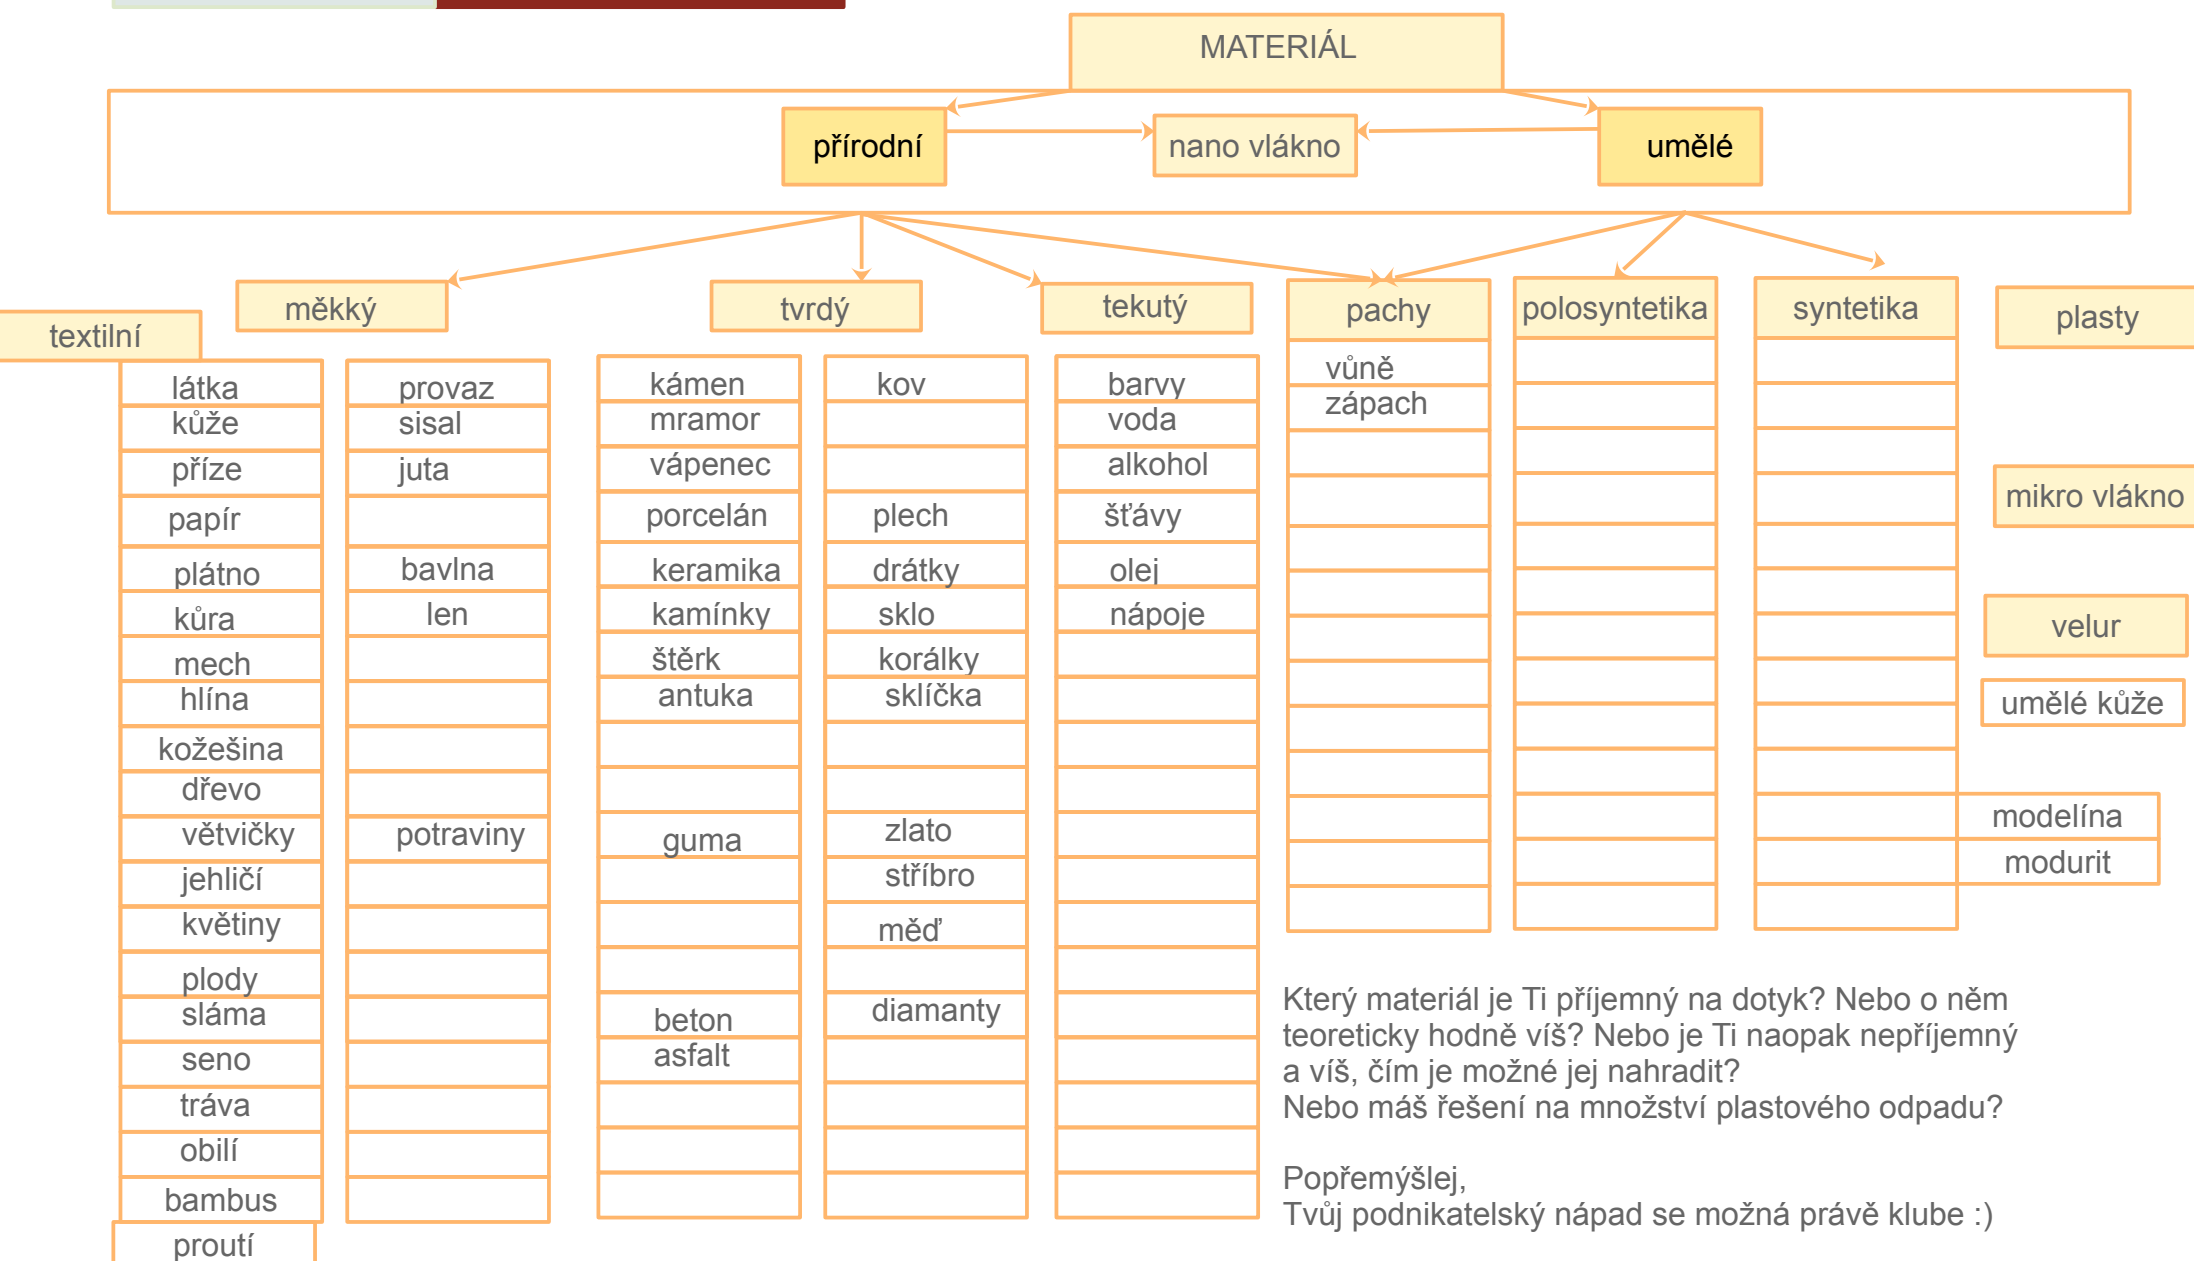 MATERIÁL
přírodní
nano vlákno
umělé
měkký
tvrdý
tekutý
pachy
polosyntetika
syntetika
plasty
textilní
látka
kůže
příze
papír
plátno
kůra
mech
hlína
kožešina
dřevo
větvičky
jehličí
květiny
plody
sláma
seno
tráva
obilí
bambus
proutí
provaz
sisal
juta
bavlna
len
potraviny
kámen
mramor
vápenec
porcelán
keramika
kamínky
štěrk
antuka
guma
beton
asfalt
kov
plech
drátky
sklo
korálky
sklíčka
zlato
stříbro
měď
diamanty
barvy
voda
alkohol
šťávy
olej
nápoje
vůně
zápach
mikro vlákno
velur
umělé kůže
modelína
modurit
Který materiál je Ti příjemný na dotyk? Nebo o něm
teoreticky hodně víš? Nebo je Ti naopak nepříjemný
a víš, čím je možné jej nahradit?
Nebo máš řešení na množství plastového odpadu?
Popřemýšlej,
Tvůj podnikatelský nápad se možná právě klube :)